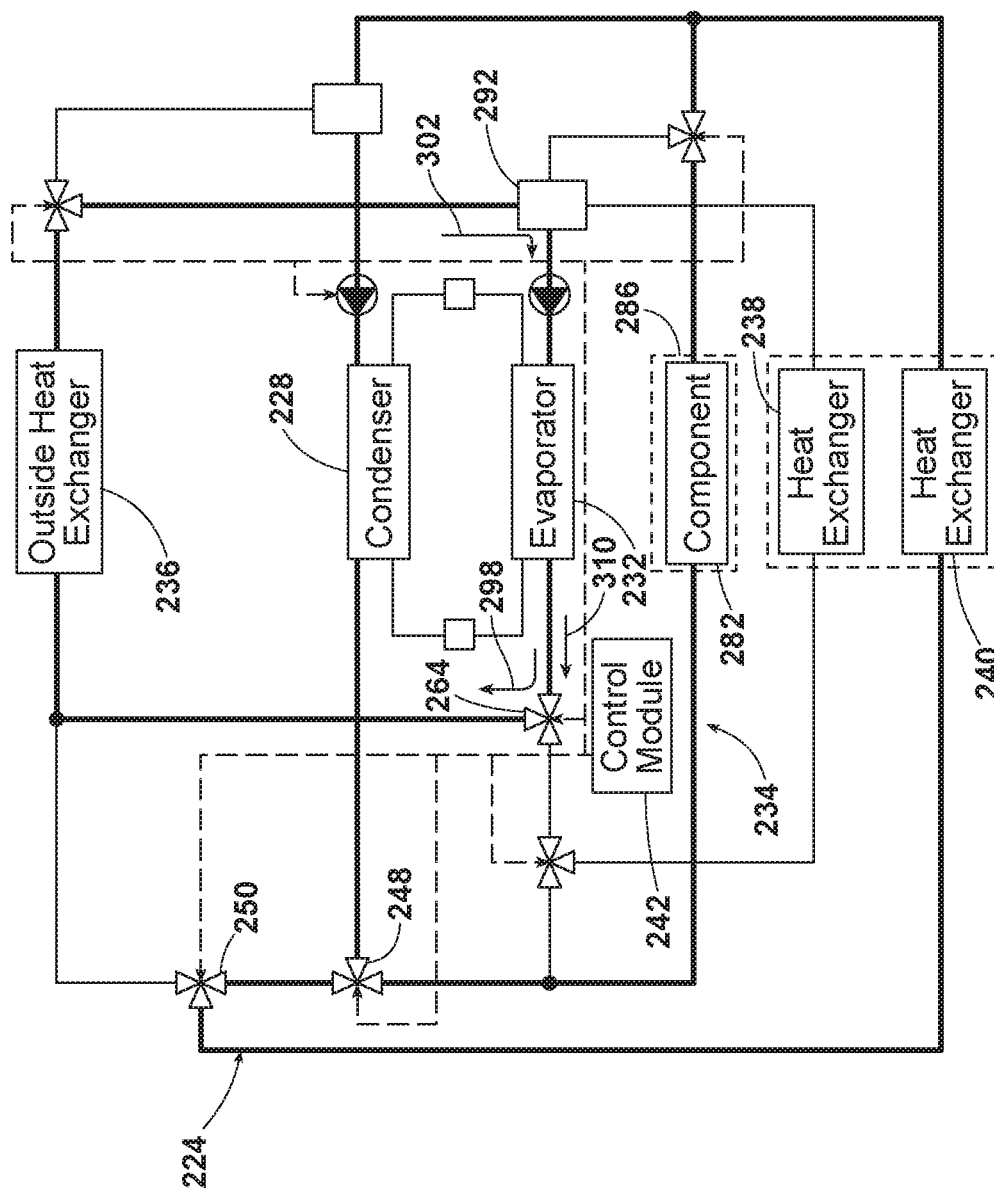 Outside Heat
Exchanger
236
224
250
228
Condenser
248
302
264
292
298
Evaporator
310
232
286
Control
Module
242
Component
282
238
234
Heat
Exchanger
Heat
Exchanger
240